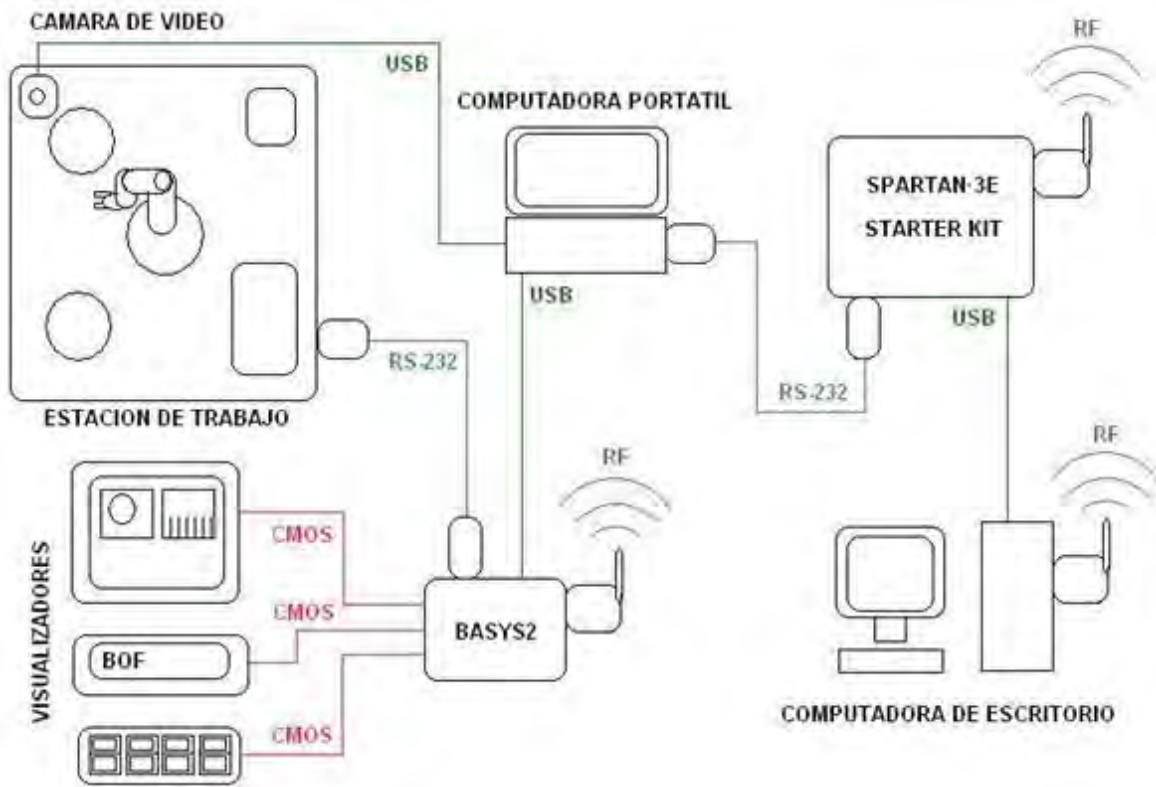 CAMARA DE VIDEO
USB
COMPUTADORA PORTATIL
RF
SPARTAN-3E
STARTER KIT
USB
USB
RS-232
RS-232
ESTACION DE TRABAJO
RF
RF
VISUALIZADORES
CMOS
CMOS
BASYS2
BOF
CMOS
COMPUTADORA DE ESCRITORIO